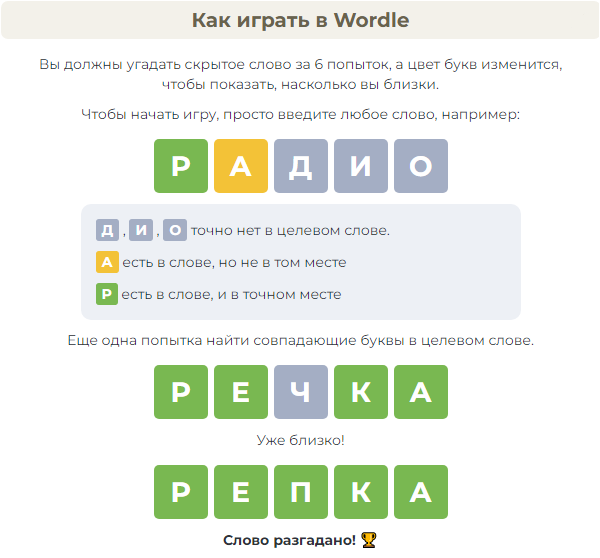 Как играть в Wordle
Вы должны угадать скрытое слово за 6 попыток, а цвет букв изменится,
чтобы показать, насколько вы близки.
Чтобы начать игру, просто введите любое слово, например:
Р А Д И О
Д , И , О точно нет в целевом слове.
А есть в слове, но не в том месте
Р есть в слове, и в точном месте
Еще одна попытка найти совпадающие буквы в целевом слове.
Р Е Ч К А
Уже близко!
Р Е П К А
Слово разгадано! 🏆